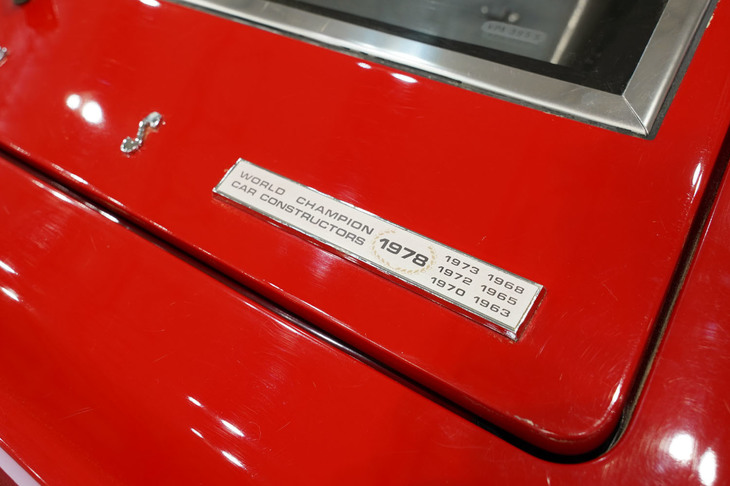 WORLD CHAMPION
CAR CONSTRUCTORS
1978
1973 1968
1972 1965
1970 1963